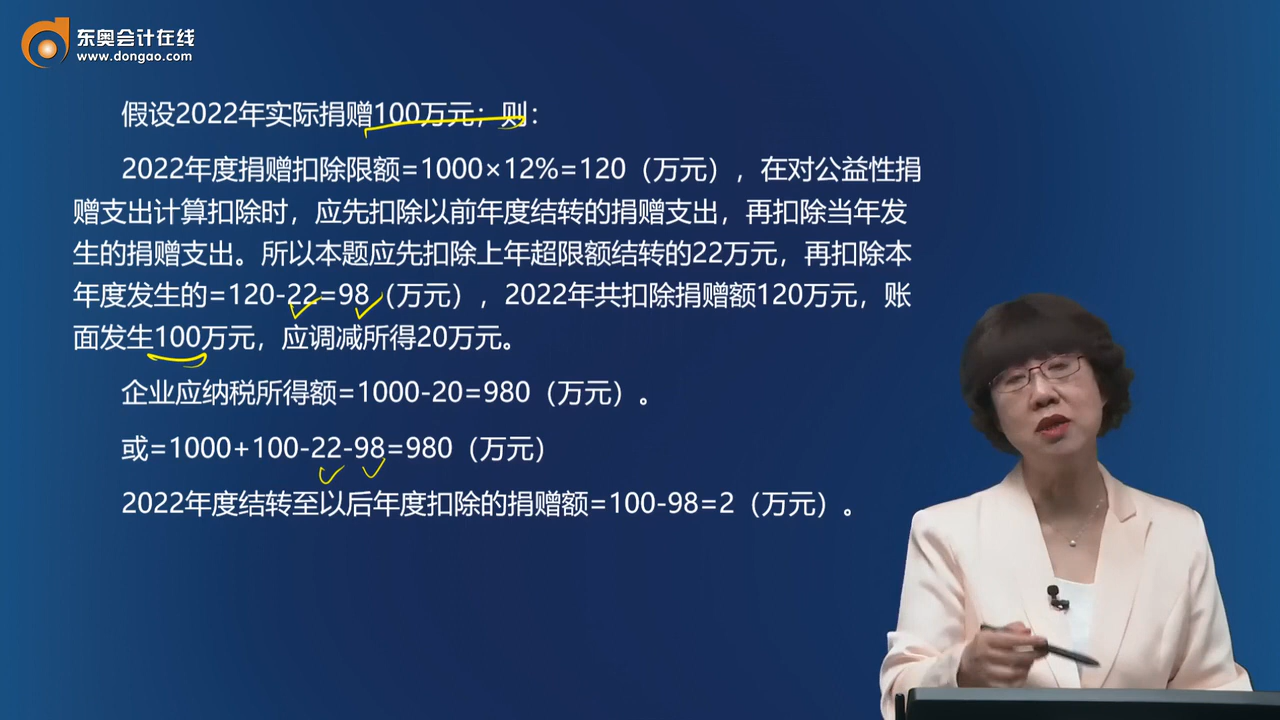 东奥会计在线
www.dongao.com
假设2022年实际捐赠100万元；则：
2022年度捐赠扣除限额=1000×12%=120（万元），在对公益性捐
赠支出计算扣除时，应先扣除以前年度结转的捐赠支出，再扣除当年发
生的捐赠支出。所以本题应先扣除上年超限额结转的22万元，再扣除本
年度发生的=120-22=98（万元），2022年共扣除捐赠额120万元，账
面发生100万元，应调减所得20万元。
企业应纳税所得额=1000-20=980（万元）。
或=1000+100-22-98=980（万元）
2022年度结转至以后年度扣除的捐赠额=100-98=2（万元）。